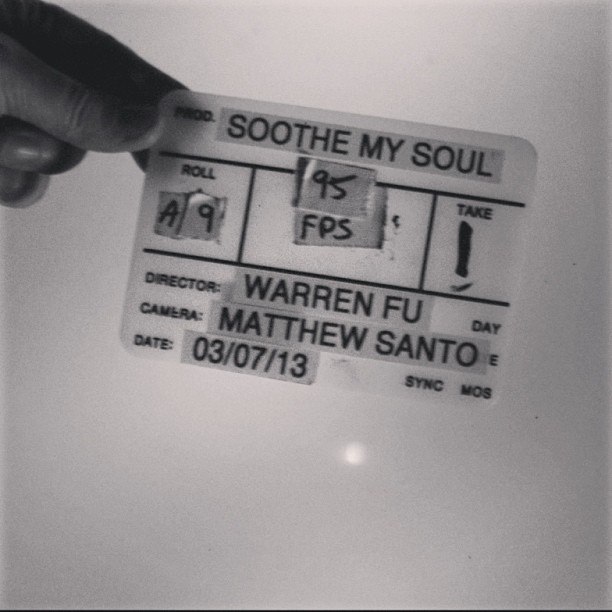 PROD. SOOTHE MY SOUL
ROLL
A/9
95
FPS
TAKE
1
DIRECTOR: WARREN FU
DAY
CAMERA: MATTHEW SANTO
E
DATE: 03/07/13
SYNC MOS